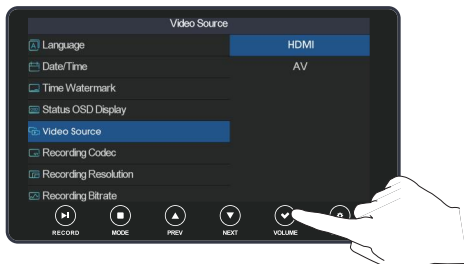 Video Source
Language
HDMI
Date/Time
AV
Time Watermark
Status OSD Display
Video Source
Recording Codec
Recording Resolution
Recording Bitrate
RECORD
MODE
PREV
NEXT
VOLUME